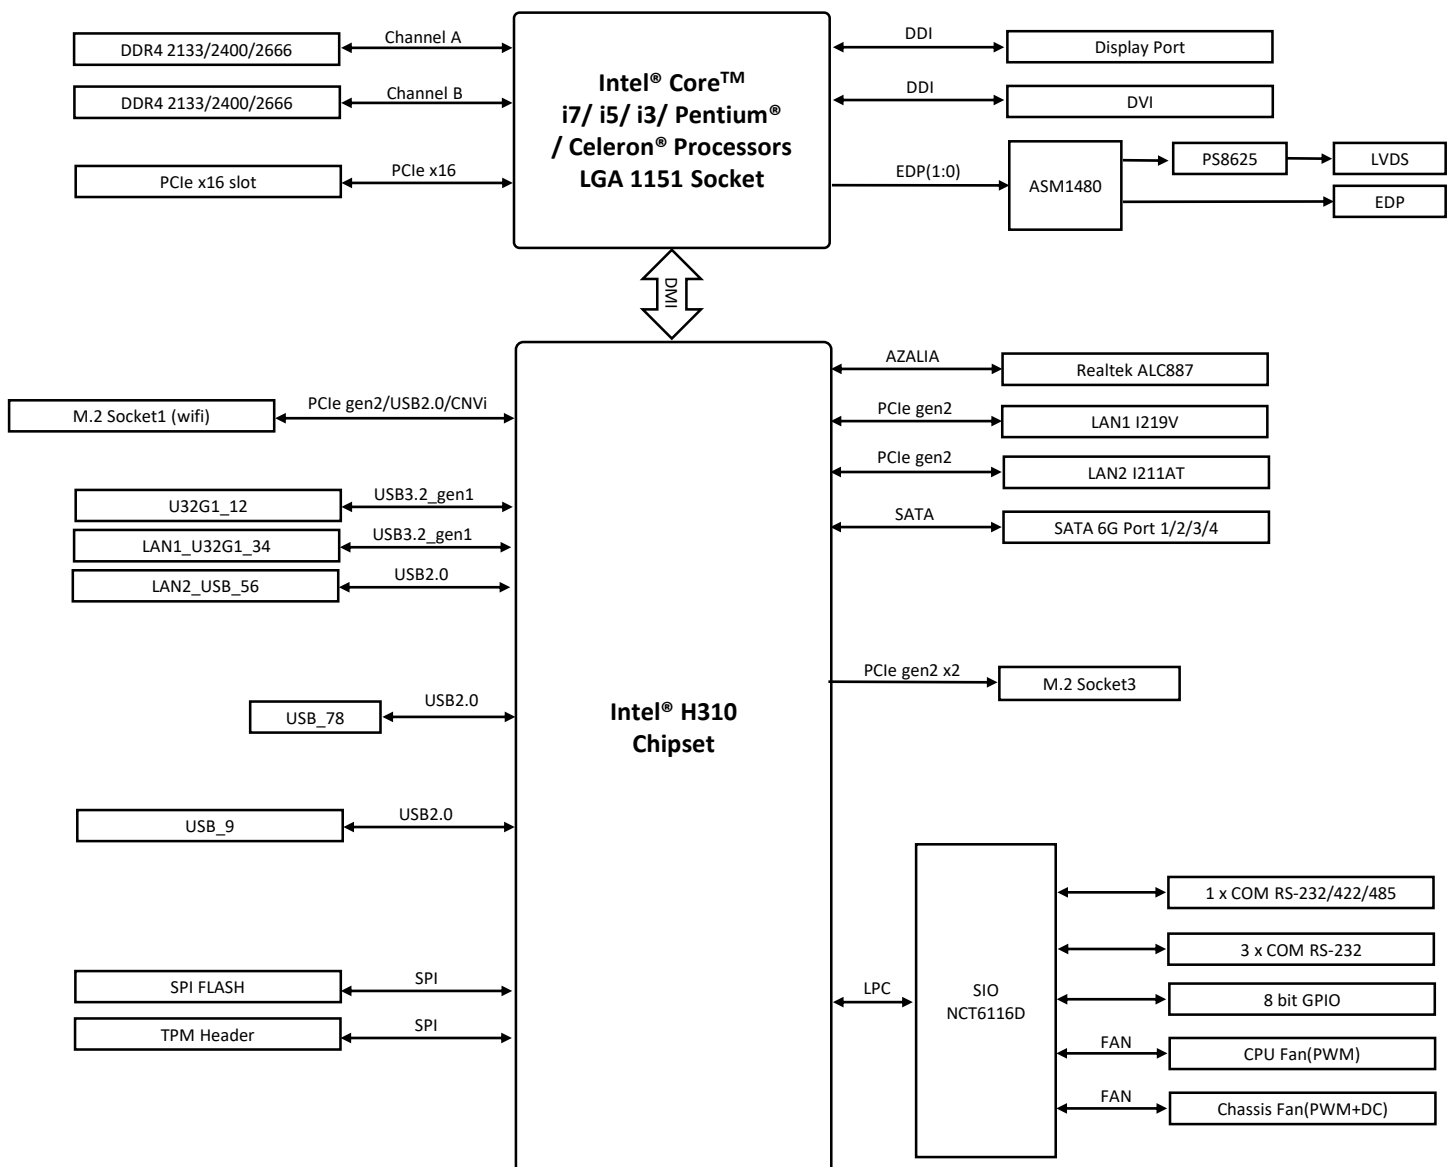 DDR4 2133/2400/2666
Channel A
DDR4 2133/2400/2666
Channel B
PCIe x16 slot
PCIe x16
Intel® Core™
i7/ i5/ i3/ Pentium®
/ Celeron® Processors
LGA 1151 Socket
DDI
Display Port
DDI
DVI
EDP(1:0)
ASM1480
PS8625
LVDS
EDP
DMI
M.2 Socket1 (wifi)
PCIe gen2/USB2.0/CNVi
U32G1_12
USB3.2_gen1
LAN1_U32G1_34
USB3.2_gen1
LAN2_USB_56
USB2.0
USB_78
USB2.0
USB_9
USB2.0
SPI FLASH
SPI
TPM Header
SPI
Intel® H310
Chipset
AZALIA
Realtek ALC887
PCIe gen2
LAN1 I219V
PCIe gen2
LAN2 I211AT
SATA
SATA 6G Port 1/2/3/4
PCIe gen2 x2
M.2 Socket3
LPC
SIO
NCT6116D
1 x COM RS-232/422/485
3 x COM RS-232
8 bit GPIO
FAN
CPU Fan(PWM)
FAN
Chassis Fan(PWM+DC)